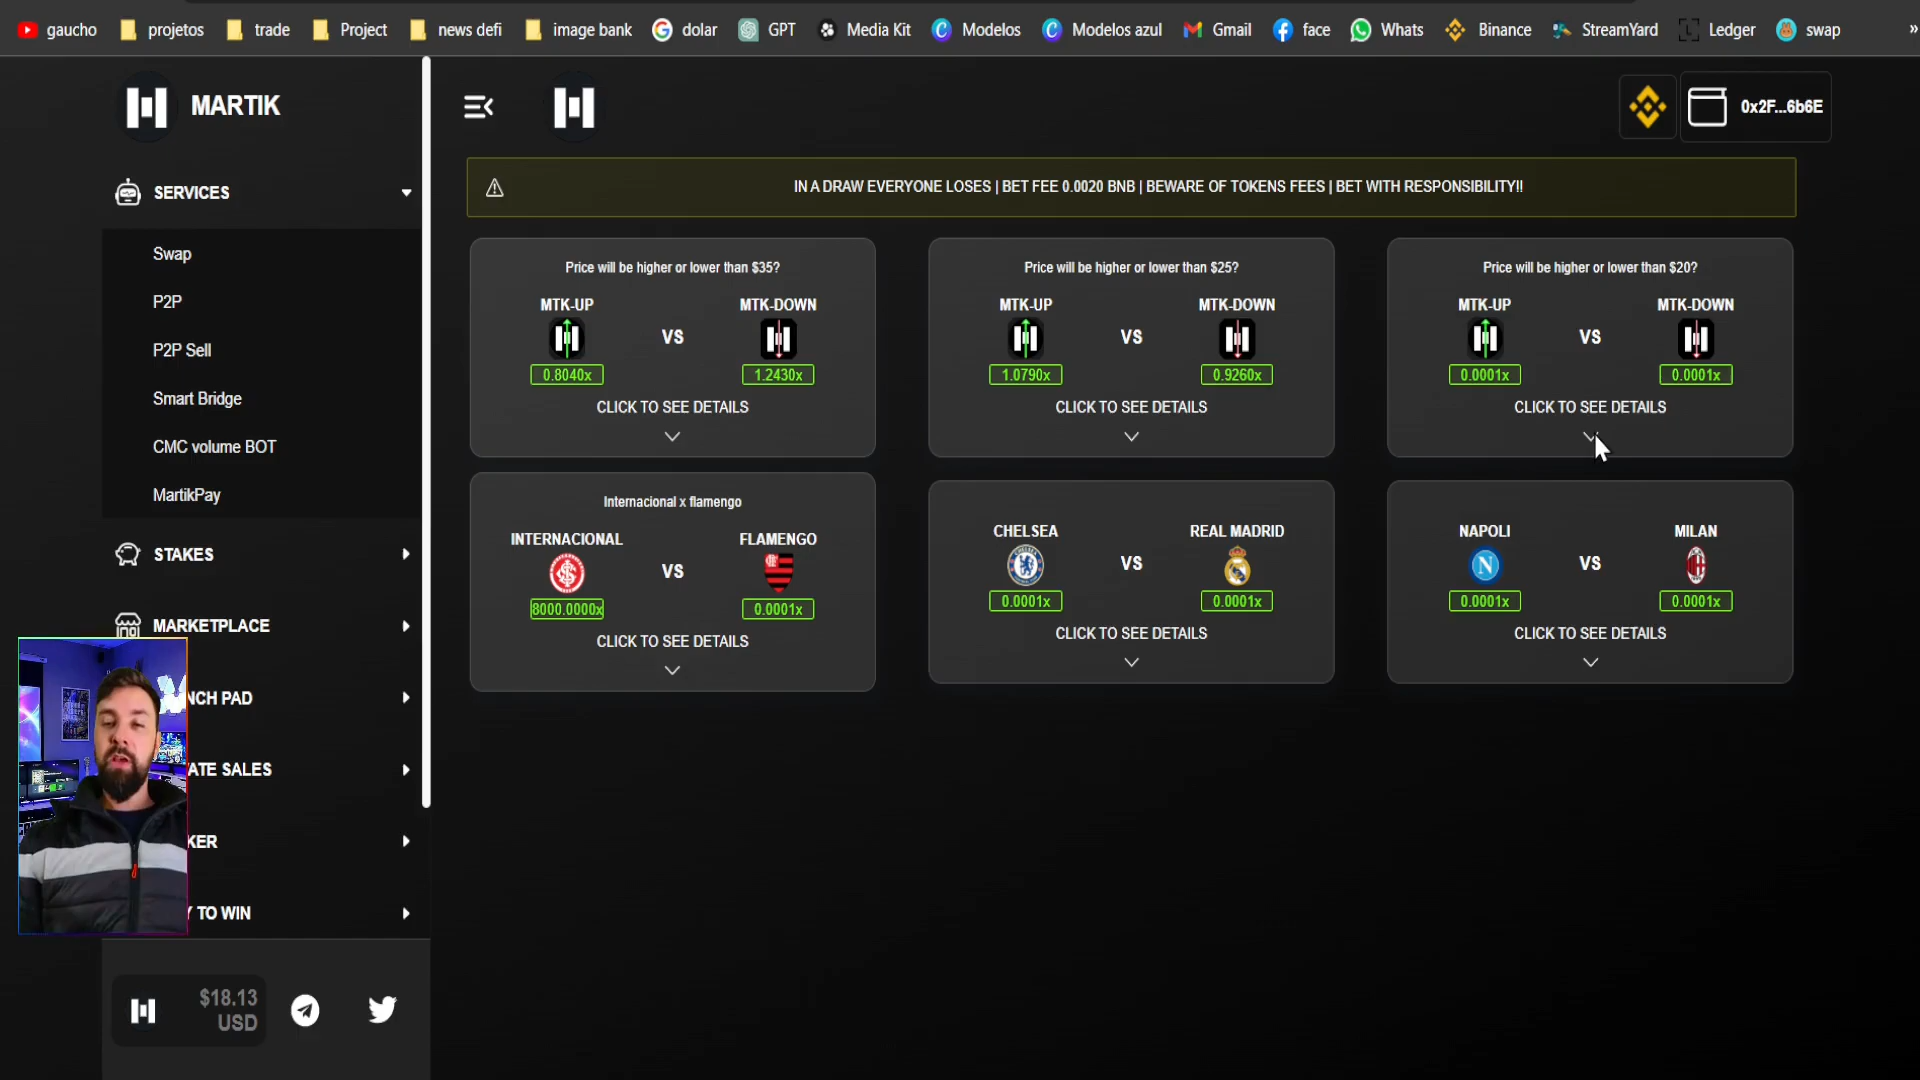 gaucho projetos trade Project news defi image bank dolar GPT Media Kit Modelos Modelos azul Gmail face Whats Binance StreamYard Ledger swap »
MARTIK
0x2F...6b6E
SERVICES
IN A DRAW EVERYONE LOSES | BET FEE 0.0020 BNB | BEWARE OF TOKENS FEES | BET WITH RESPONSIBILITY!!
Swap
P2P
P2P Sell
Smart Bridge
CMC volume BOT
MartikPay
STAKES
MARKETPLACE
NCH PAD
ATE SALES
KER
Y TO WIN
$18.13
USD
Price will be higher or lower than $35?
MTK-UP VS MTK-DOWN
0.8040x 1.2430x
CLICK TO SEE DETAILS
Price will be higher or lower than $25?
MTK-UP VS MTK-DOWN
1.0790x 0.9260x
CLICK TO SEE DETAILS
Price will be higher or lower than $20?
MTK-UP VS MTK-DOWN
0.0001x 0.0001x
CLICK TO SEE DETAILS
Internacional x flamengo
INTERNACIONAL VS FLAMENGO
8000.0000x 0.0001x
CLICK TO SEE DETAILS
CHELSEA VS REAL MADRID
0.0001x 0.0001x
CLICK TO SEE DETAILS
NAPOLI VS MILAN
N
0.0001x 0.0001x
CLICK TO SEE DETAILS